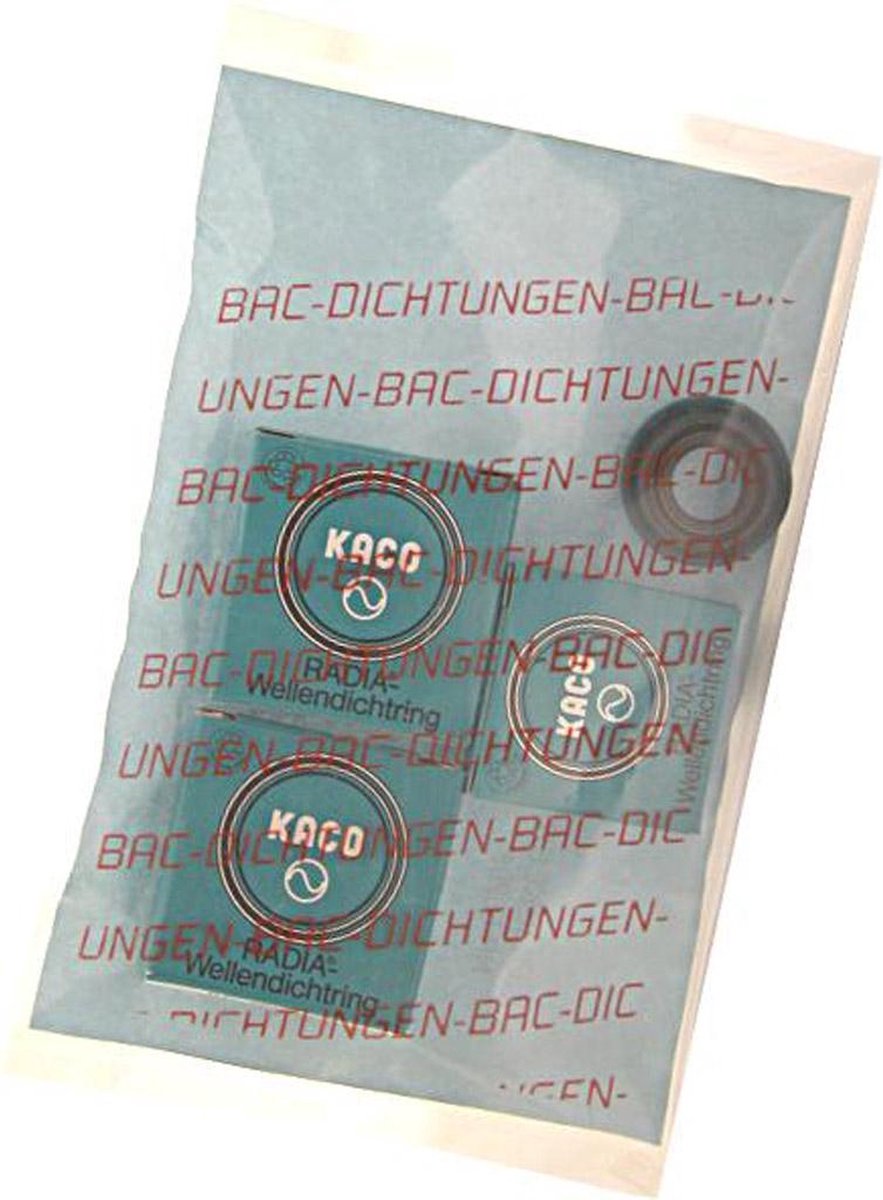 BAC-DICHTUNGEN-BAC-
UNGEN-BAC-DICHTUNGEN-
BAC-DICHTUNGEN-BAC-DIC
UNGEN-BAC-DICHTUNGEN-
BAC-DICHTUNGEN-BAC-DIC
UNGEN-BAC-DICHTUNGEN-
BAC-DICHTUNGEN-BAC-DIC
UNGEN-BAC-DICHTUNGEN-
DICHTUNGEN-BAC-DIC
UNGEN-
KACO
RADIA-
Wellendichtring
KACO
RADIA-
Wellendichtring
KACO
RADIA®-
Wellendichtring